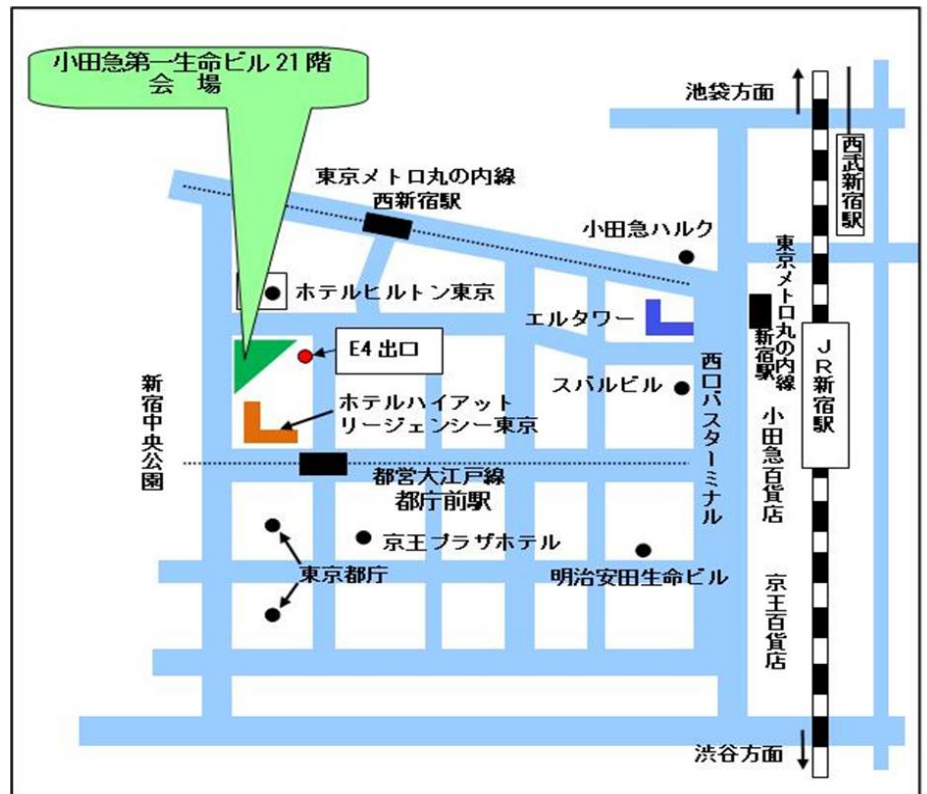 小田急第一生命ビル 21 階
会 場
池袋方面
西武新宿駅
東京メトロ丸の内線
西新宿駅
小田急ハルク
東京メトロ丸の内線
新宿駅
ホテルヒルトン東京
エルタワー
JR新宿駅
E4 出口
スバルビル
西口バスターミナル
新宿中央公園
ホテルハイアット
リージェンシー東京
小田急百貨店
都営大江戸線
都庁前駅
京王プラザホテル
東京都庁
明治安田生命ビル
京王百貨店
渋谷方面